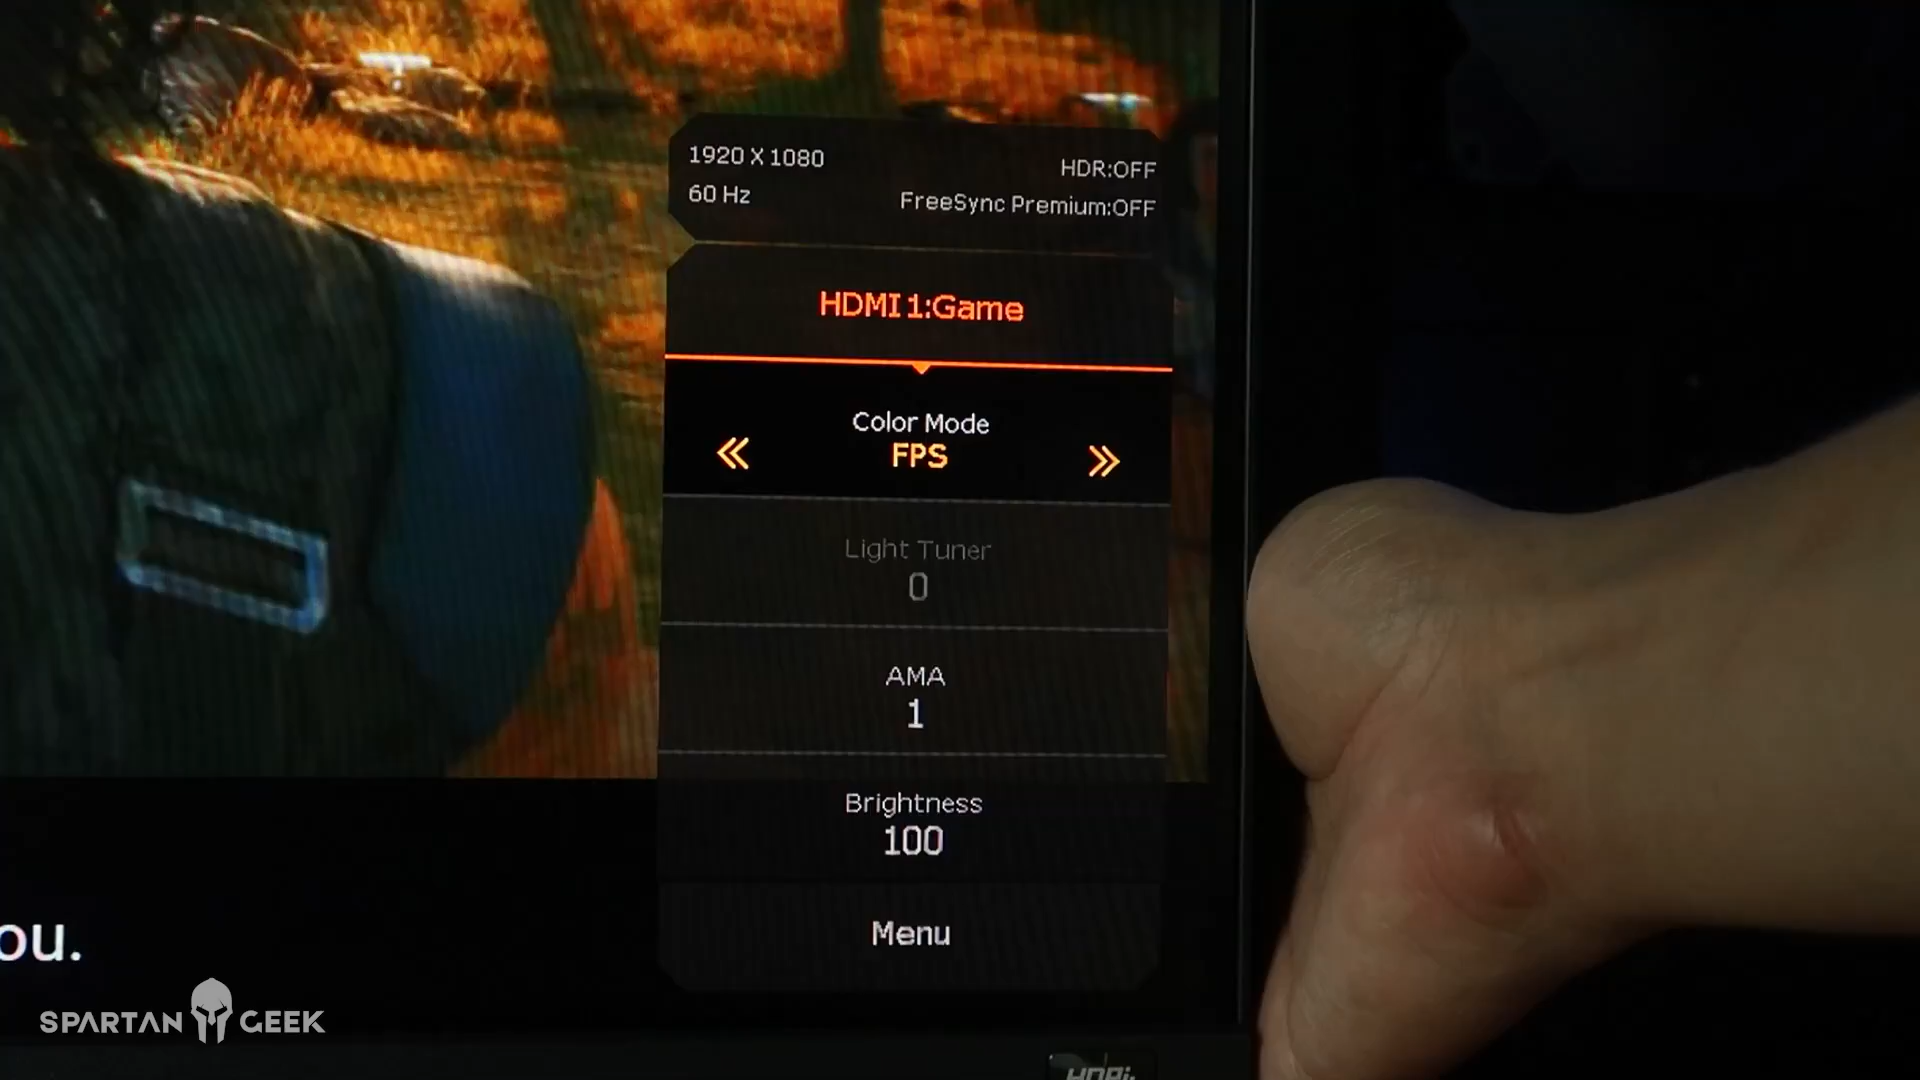 1920 X 1080
HDR:OFF
60 Hz
FreeSync Premium:OFF
HDMI 1:Game
Color Mode
FPS
Light Tuner
0
AMA
1
Brightness
100
Menu
ou.
SPARTAN GEEK
HDRi